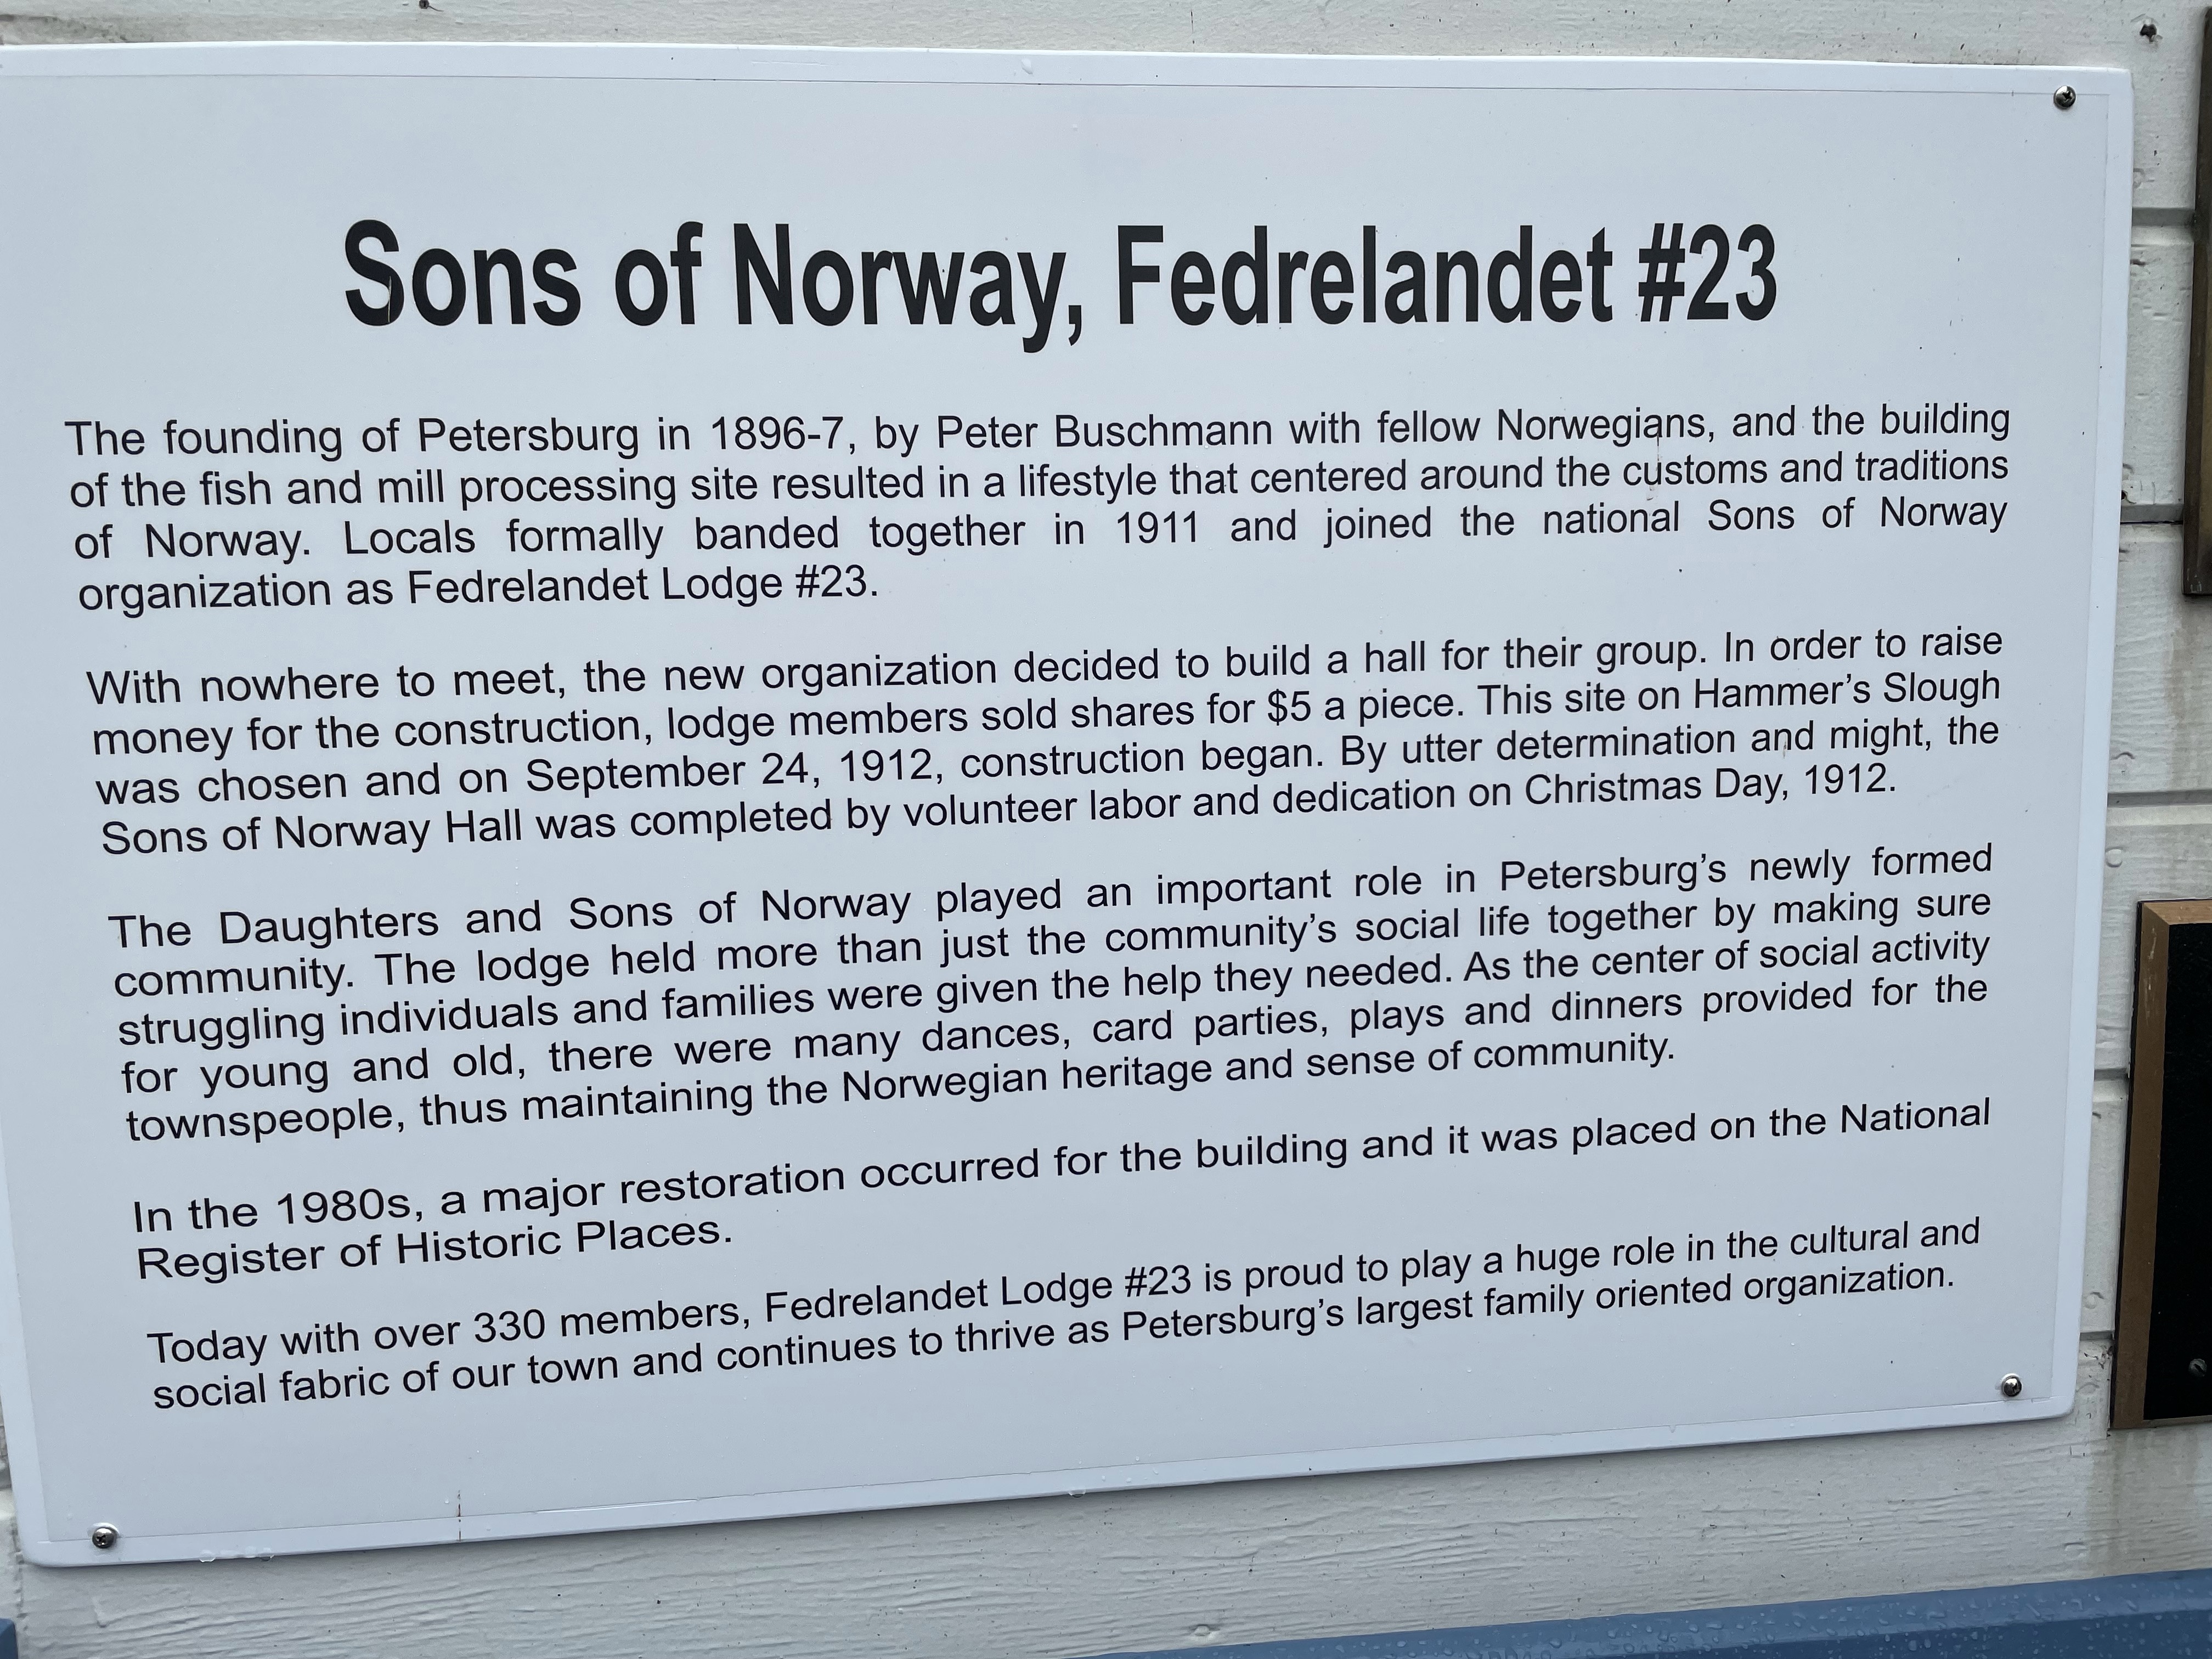 Sons of Norway, Fedrelandet #23
The founding of Petersburg in 1896-7, by Peter Buschmann with fellow Norwegians, and the building
of the fish and mill processing site resulted in a lifestyle that centered around the customs and traditions
of Norway. Locals formally banded together in 1911 and joined the national Sons of Norway
organization as Fedrelandet Lodge #23.
With nowhere to meet, the new organization decided to build a hall for their group. In order to raise
money for the construction, lodge members sold shares for $5 a piece. This site on Hammer's Slough
was chosen and on September 24, 1912, construction began. By utter determination and might, the
Sons of Norway Hall was completed by volunteer labor and dedication on Christmas Day, 1912.
The Daughters and Sons of Norway played an important role in Petersburg's newly formed
community. The lodge held more than just the community's social life together by making sure
struggling individuals and families were given the help they needed. As the center of social activity
for young and old, there were many dances, card parties, plays and dinners provided for the
townspeople, thus maintaining the Norwegian heritage and sense of community.
In the 1980s, a major restoration occurred for the building and it was placed on the National
Register of Historic Places.
Today with over 330 members, Fedrelandet Lodge #23 is proud to play a huge role in the cultural and
social fabric of our town and continues to thrive as Petersburg's largest family oriented organization.